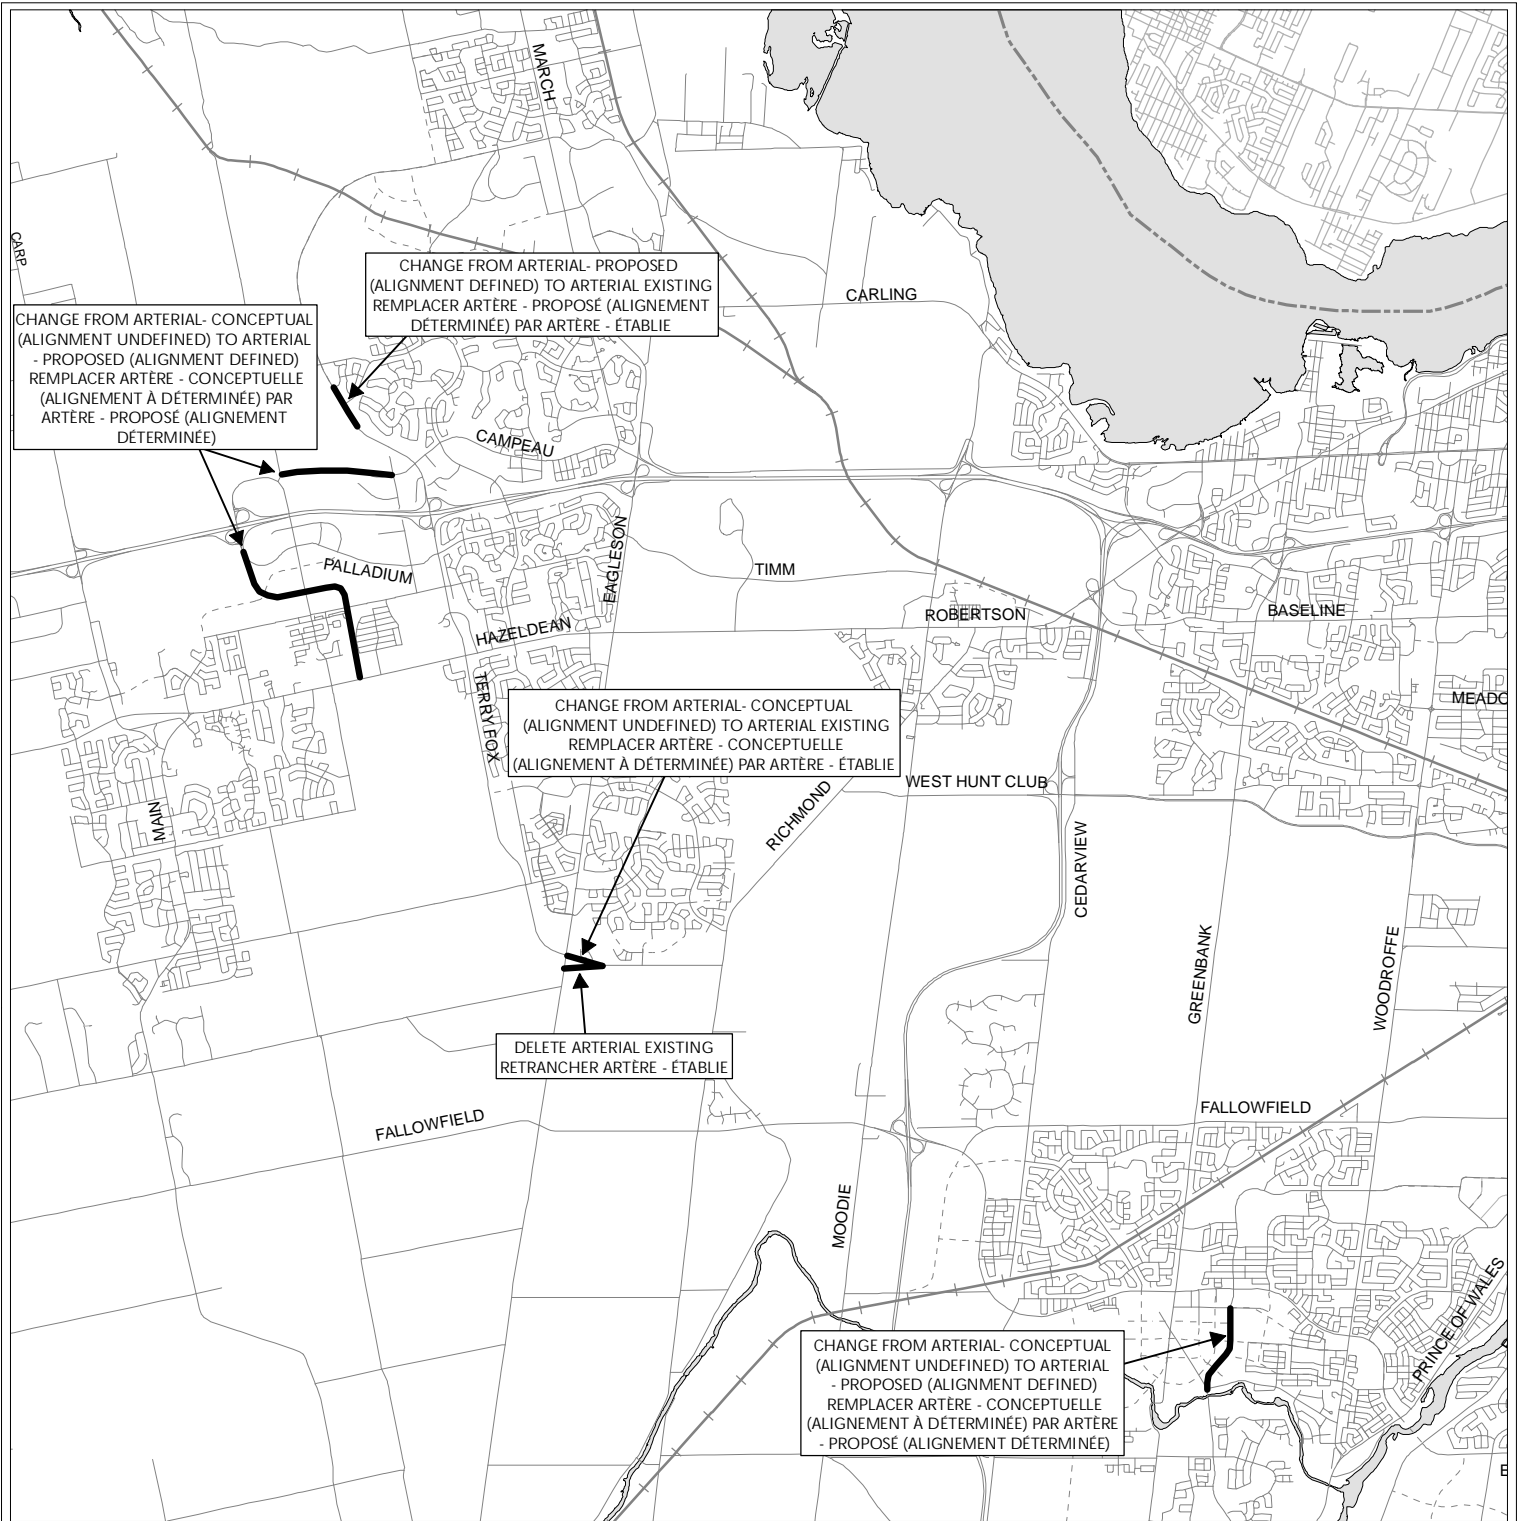 MARCH
CARP
CHANGE FROM ARTERIAL- PROPOSED
(ALIGNMENT DEFINED) TO ARTERIAL EXISTING
REMPLACER ARTÈRE - PROPOSÉ (ALIGNEMENT
DÉTERMINÉE) PAR ARTÈRE - ÉTABLIE
CARLING
CHANGE FROM ARTERIAL- CONCEPTUAL
(ALIGNMENT UNDEFINED) TO ARTERIAL
- PROPOSED (ALIGNMENT DEFINED)
REMPLACER ARTÈRE - CONCEPTUELLE
(ALIGNEMENT À DÉTERMINÉE) PAR
ARTÈRE - PROPOSÉ (ALIGNEMENT
DÉTERMINÉE)
CAMPEAU
EAGLESON
PALLADIUM
TIMM
HAZELDEAN
ROBERTSON
BASELINE
TERRY FOX
MEADO
CHANGE FROM ARTERIAL- CONCEPTUAL
(ALIGNMENT UNDEFINED) TO ARTERIAL EXISTING
REMPLACER ARTÈRE - CONCEPTUELLE
(ALIGNEMENT À DÉTERMINÉE) PAR ARTÈRE - ÉTABLIE
WEST HUNT CLUB
MAIN
RICHMOND
CEDARVIEW
GREENBANK
WOODROFFE
DELETE ARTERIAL EXISTING
RETRANCHER ARTÈRE - ÉTABLIE
FALLOWFIELD
FALLOWFIELD
MOODIE
PRINCE OF WALES
CHANGE FROM ARTERIAL- CONCEPTUAL
(ALIGNMENT UNDEFINED) TO ARTERIAL
- PROPOSED (ALIGNMENT DEFINED)
REMPLACER ARTÈRE - CONCEPTUELLE
(ALIGNEMENT À DÉTERMINÉE) PAR ARTÈRE
- PROPOSÉ (ALIGNEMENT DÉTERMINÉE)